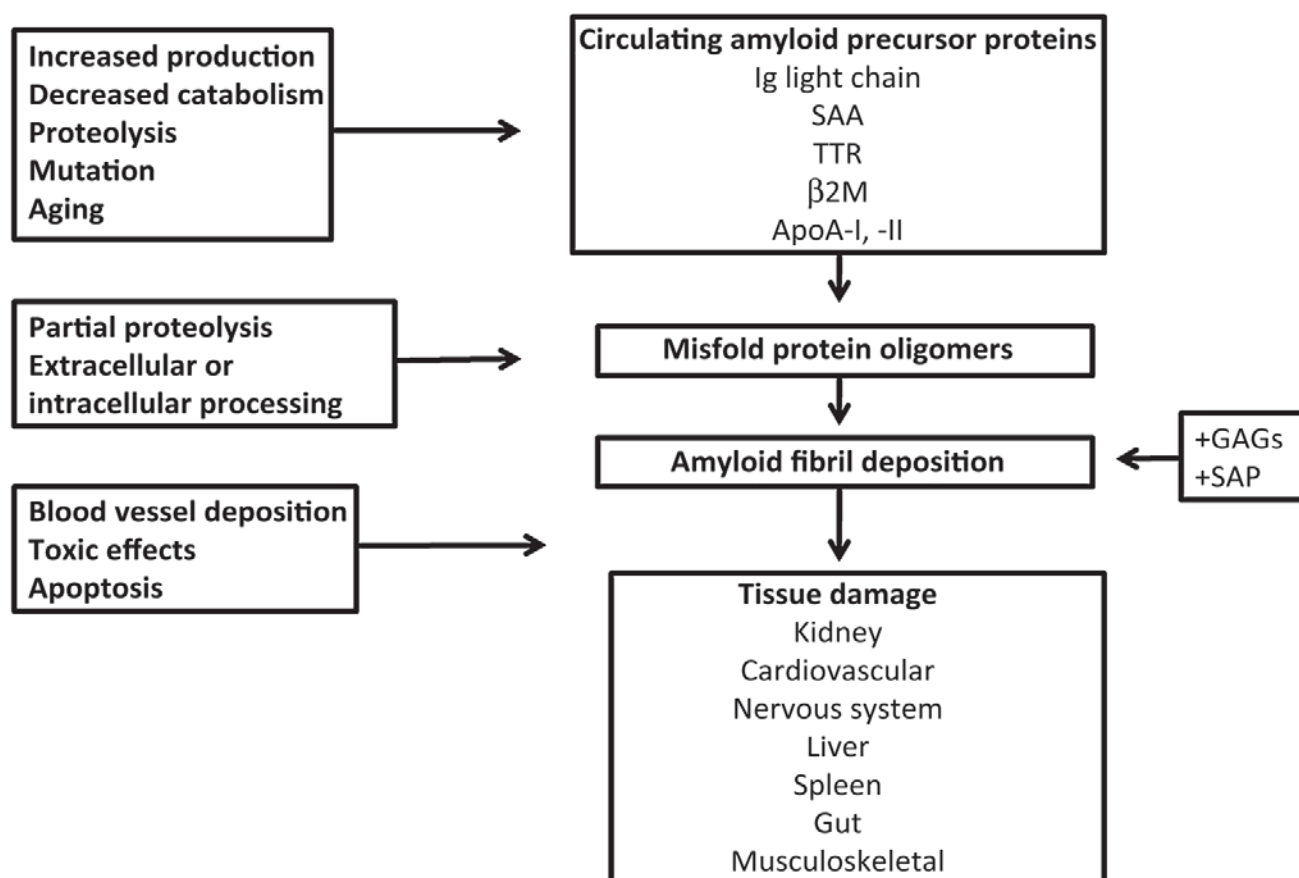 Increased production
Decreased catabolism
Proteolysis
Mutation
Aging
Circulating amyloid precursor proteins
Ig light chain
SAA
TTR
β2M
ApoA-I, -II
Partial proteolysis
Extracellular or
intracellular processing
Misfold protein oligomers
Amyloid fibril deposition
+GAGs
+SAP
Blood vessel deposition
Toxic effects
Apoptosis
Tissue damage
Kidney
Cardiovascular
Nervous system
Liver
Spleen
Gut
Musculoskeletal